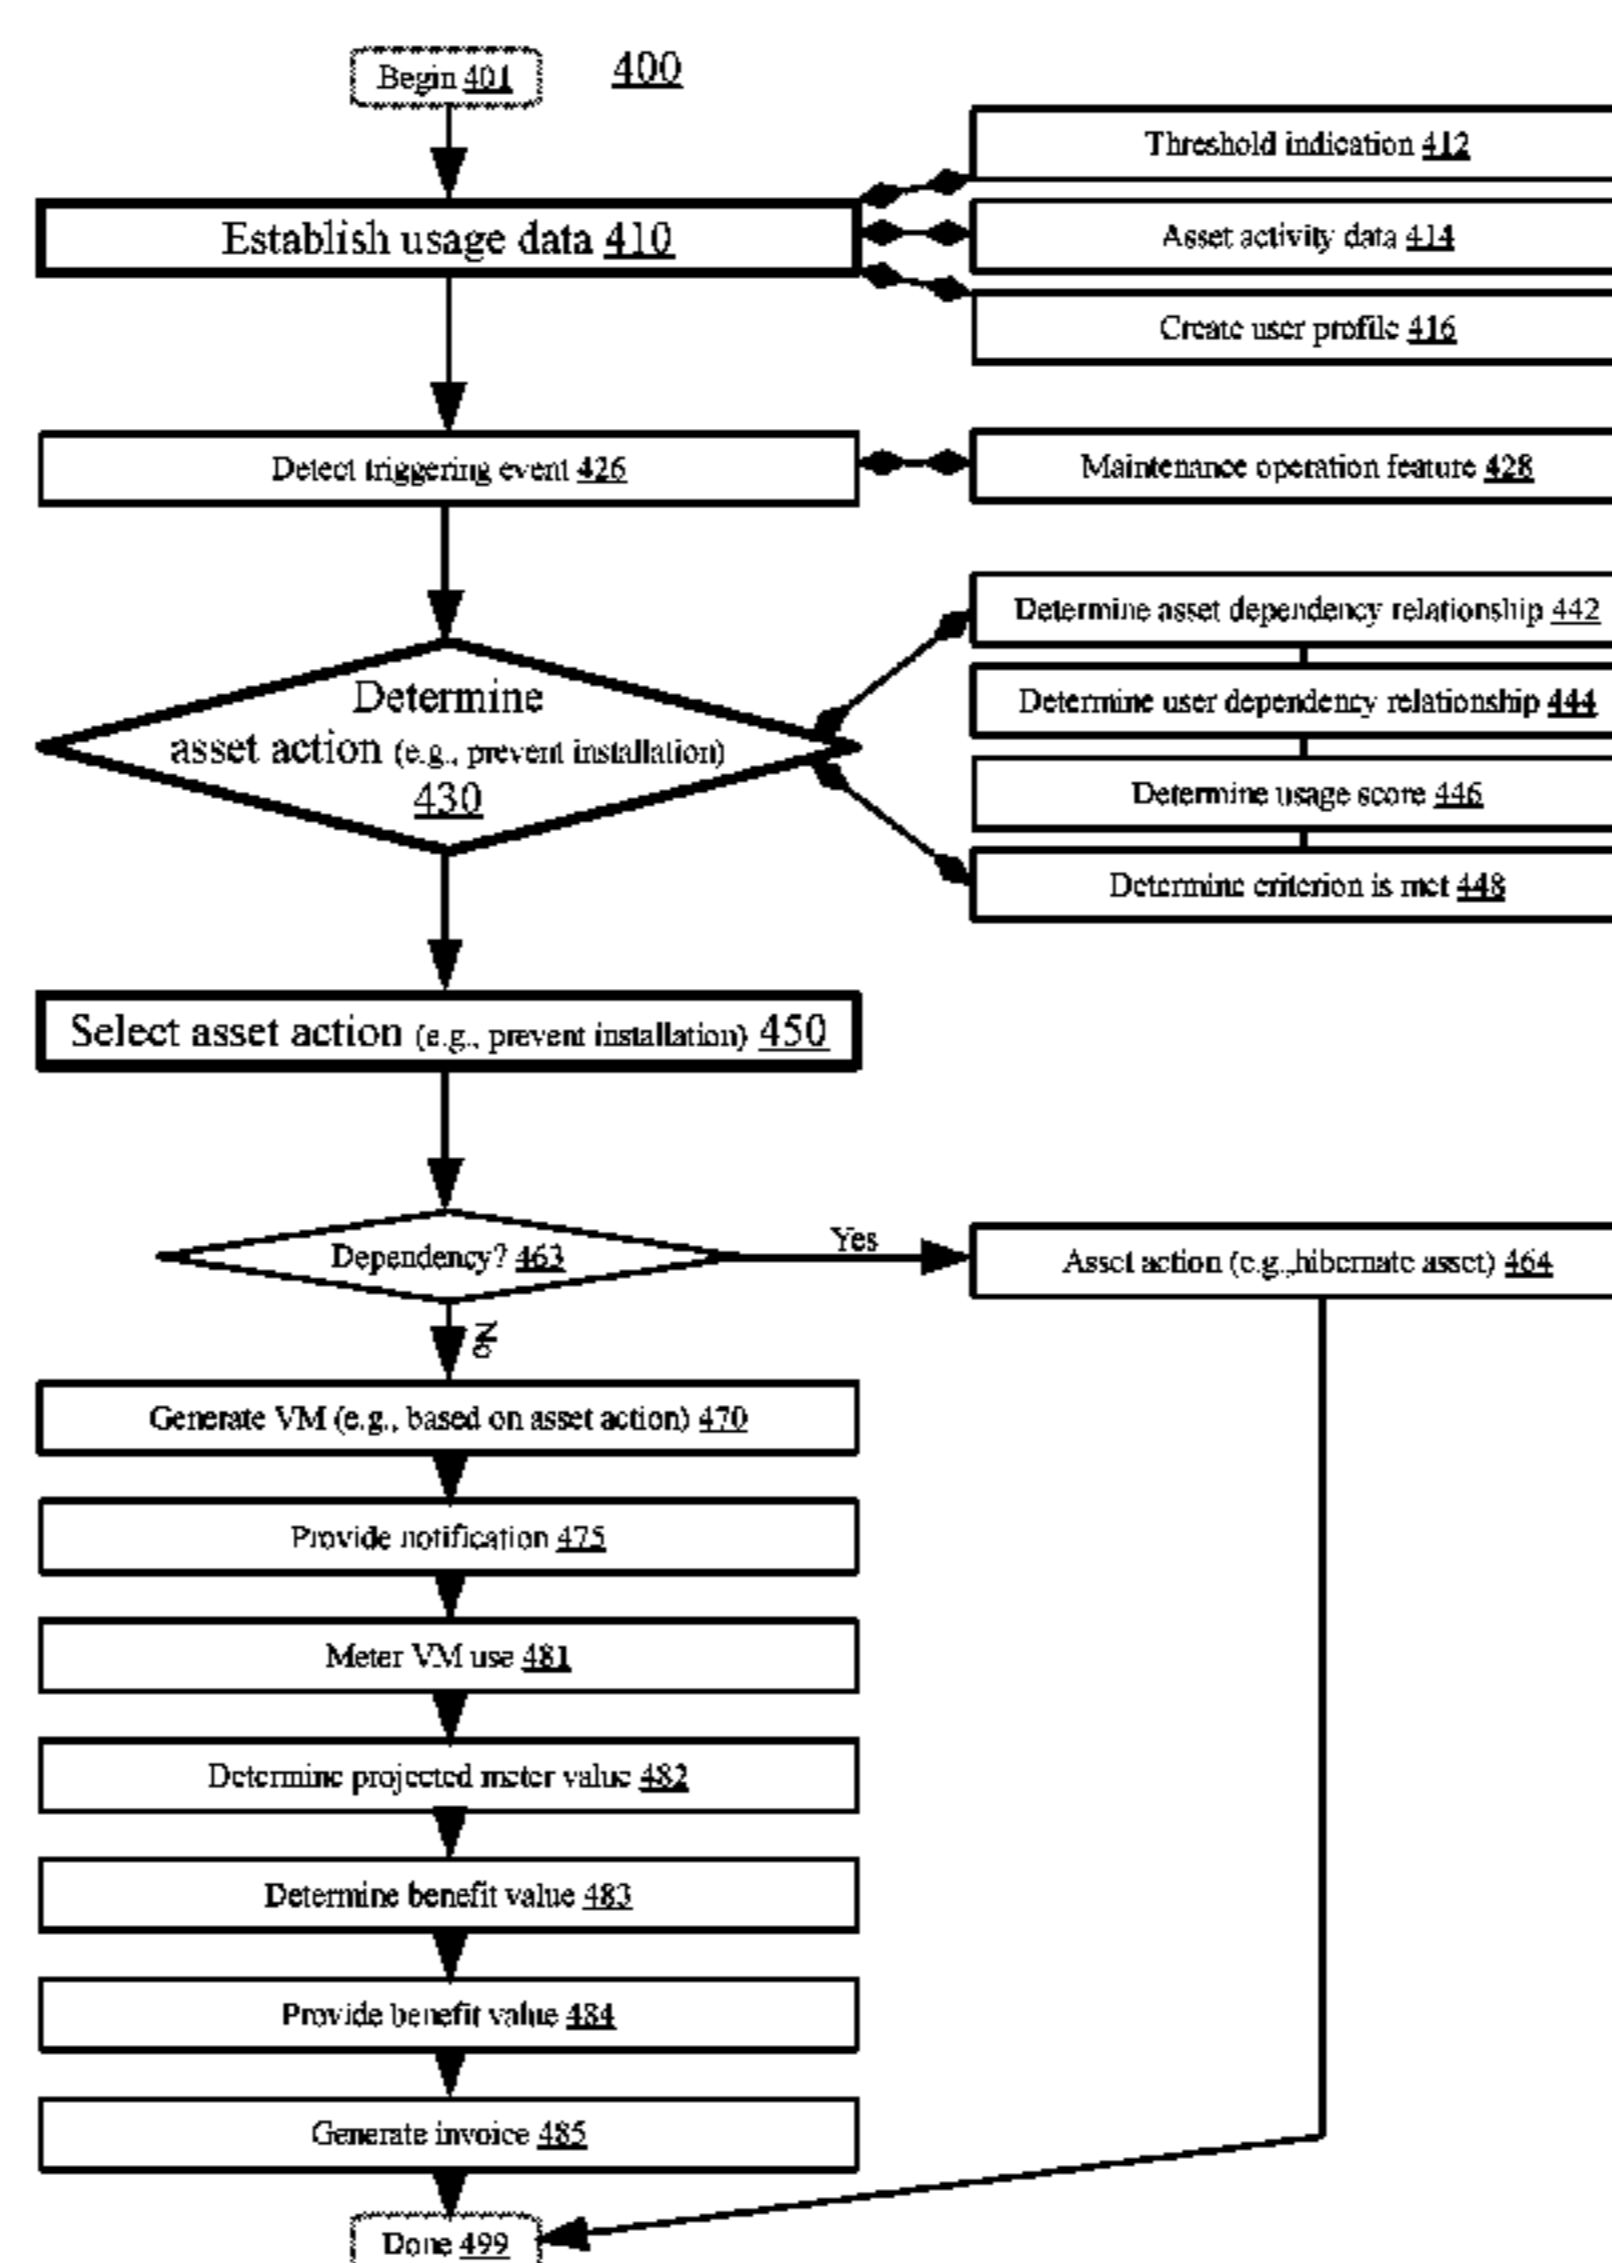 Begin 401
400
Threshold indication 412
Establish usage data 410
Asset activity data 414
Create user profile 416
Detect triggering event 426
Maintenance operation feature 428
Determine asset dependency relationship 442
Determine
asset action (e.g., prevent installation)
430
Determine user dependency relationship 444
Determine usage score 446
Determine criterion is met 448
Select asset action (e.g., prevent installation) 450
Dependency? 463
Yes
Asset action (e.g.,hibernate asset) 464
No
Generate VM (e.g., based on asset action) 470
Provide notification 475
Meter VM use 481
Determine projected meter value 482
Determine benefit value 483
Provide benefit value 484
Generate invoice 485
Done 499